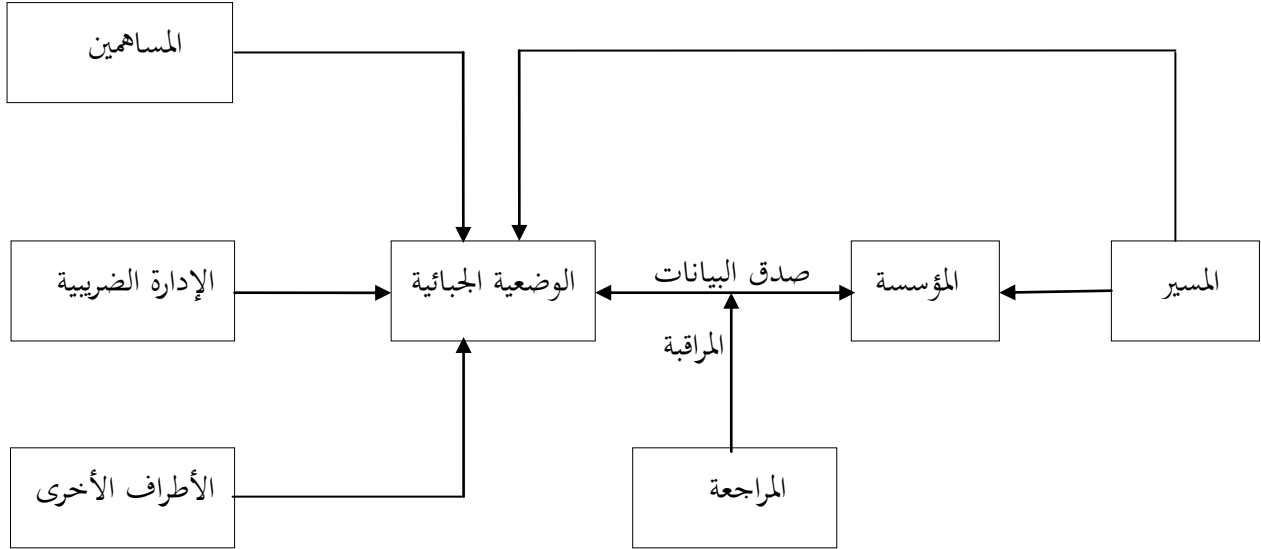 المساهمين
المسير
المؤسسة
صدق البيانات
الوضعية الجبائية
الإدارة الضريبية
المراقبة
المراجعة
الأطراف الأخرى